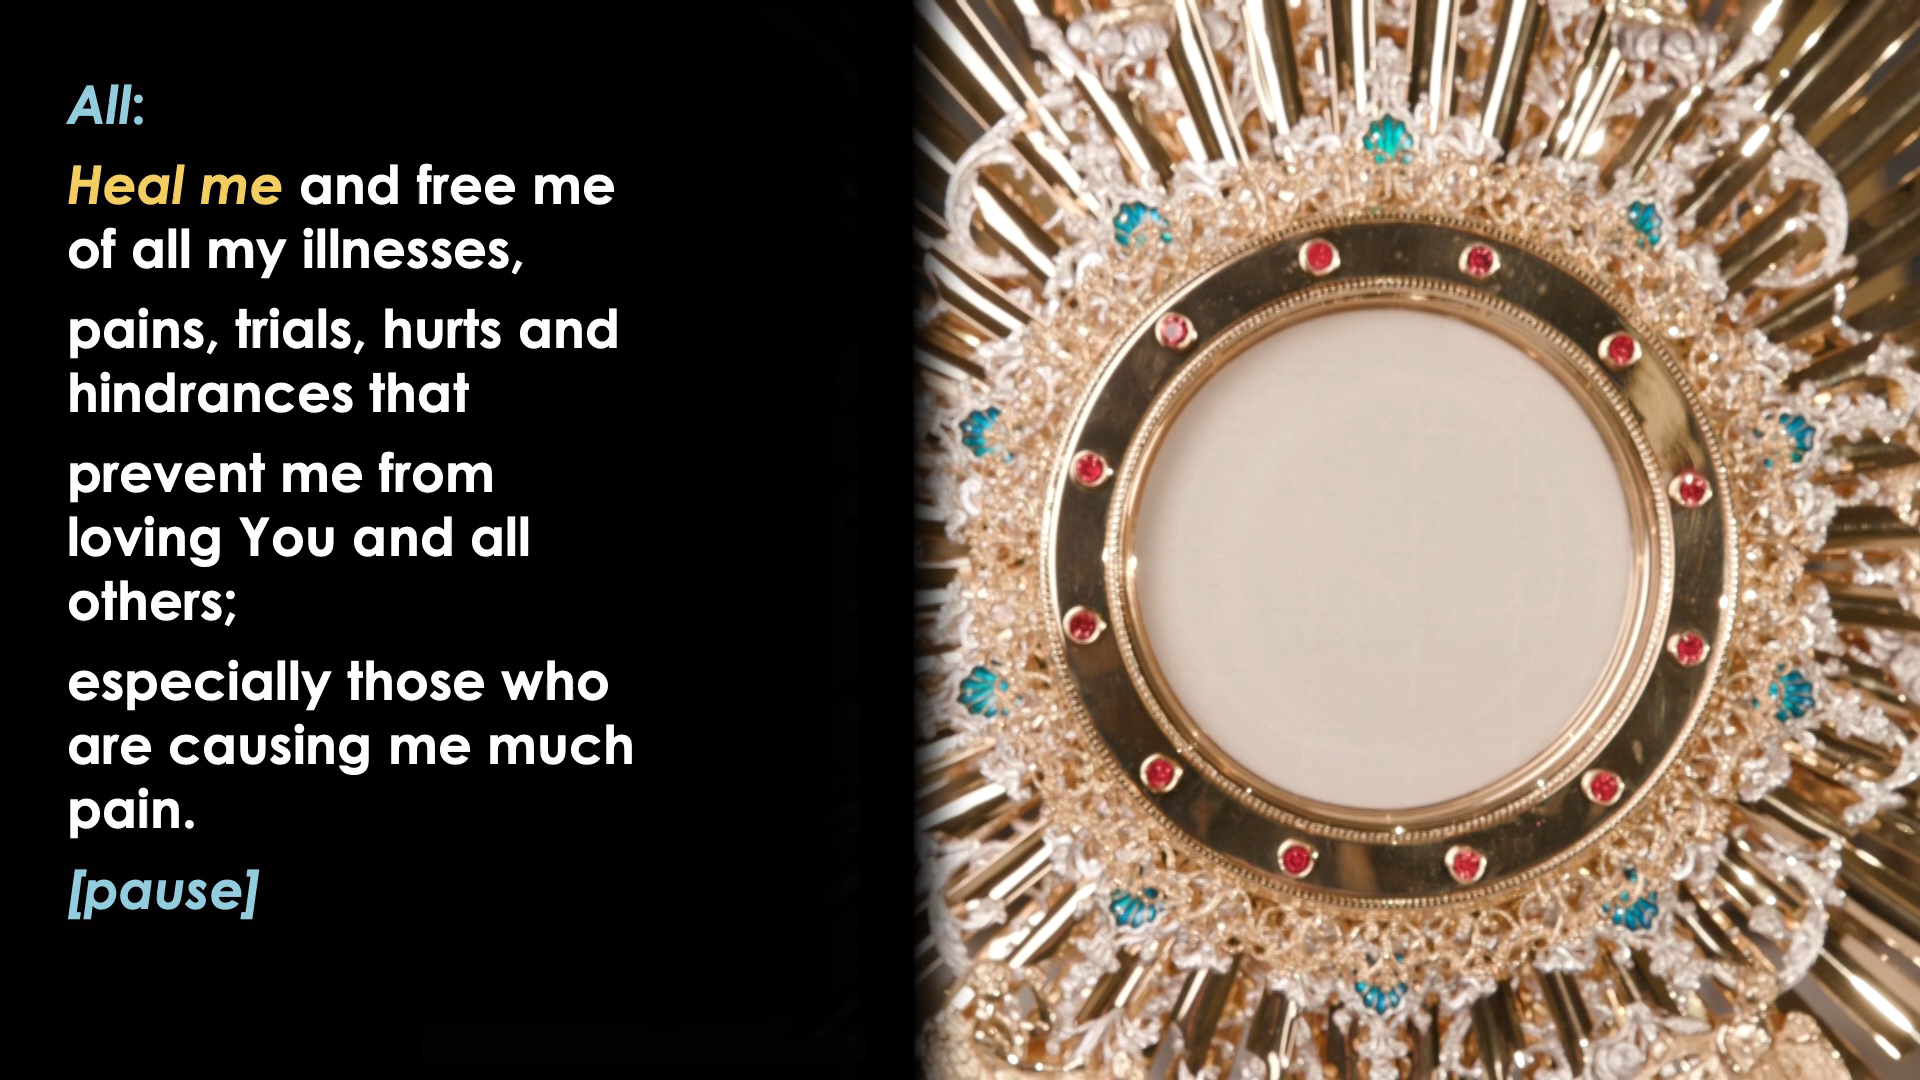 All:
Heal me and free me
of all my illnesses,
pains, trials, hurts and
hindrances that
prevent me from
loving You and all
others;
especially those who
are causing me much
pain.
[pause]